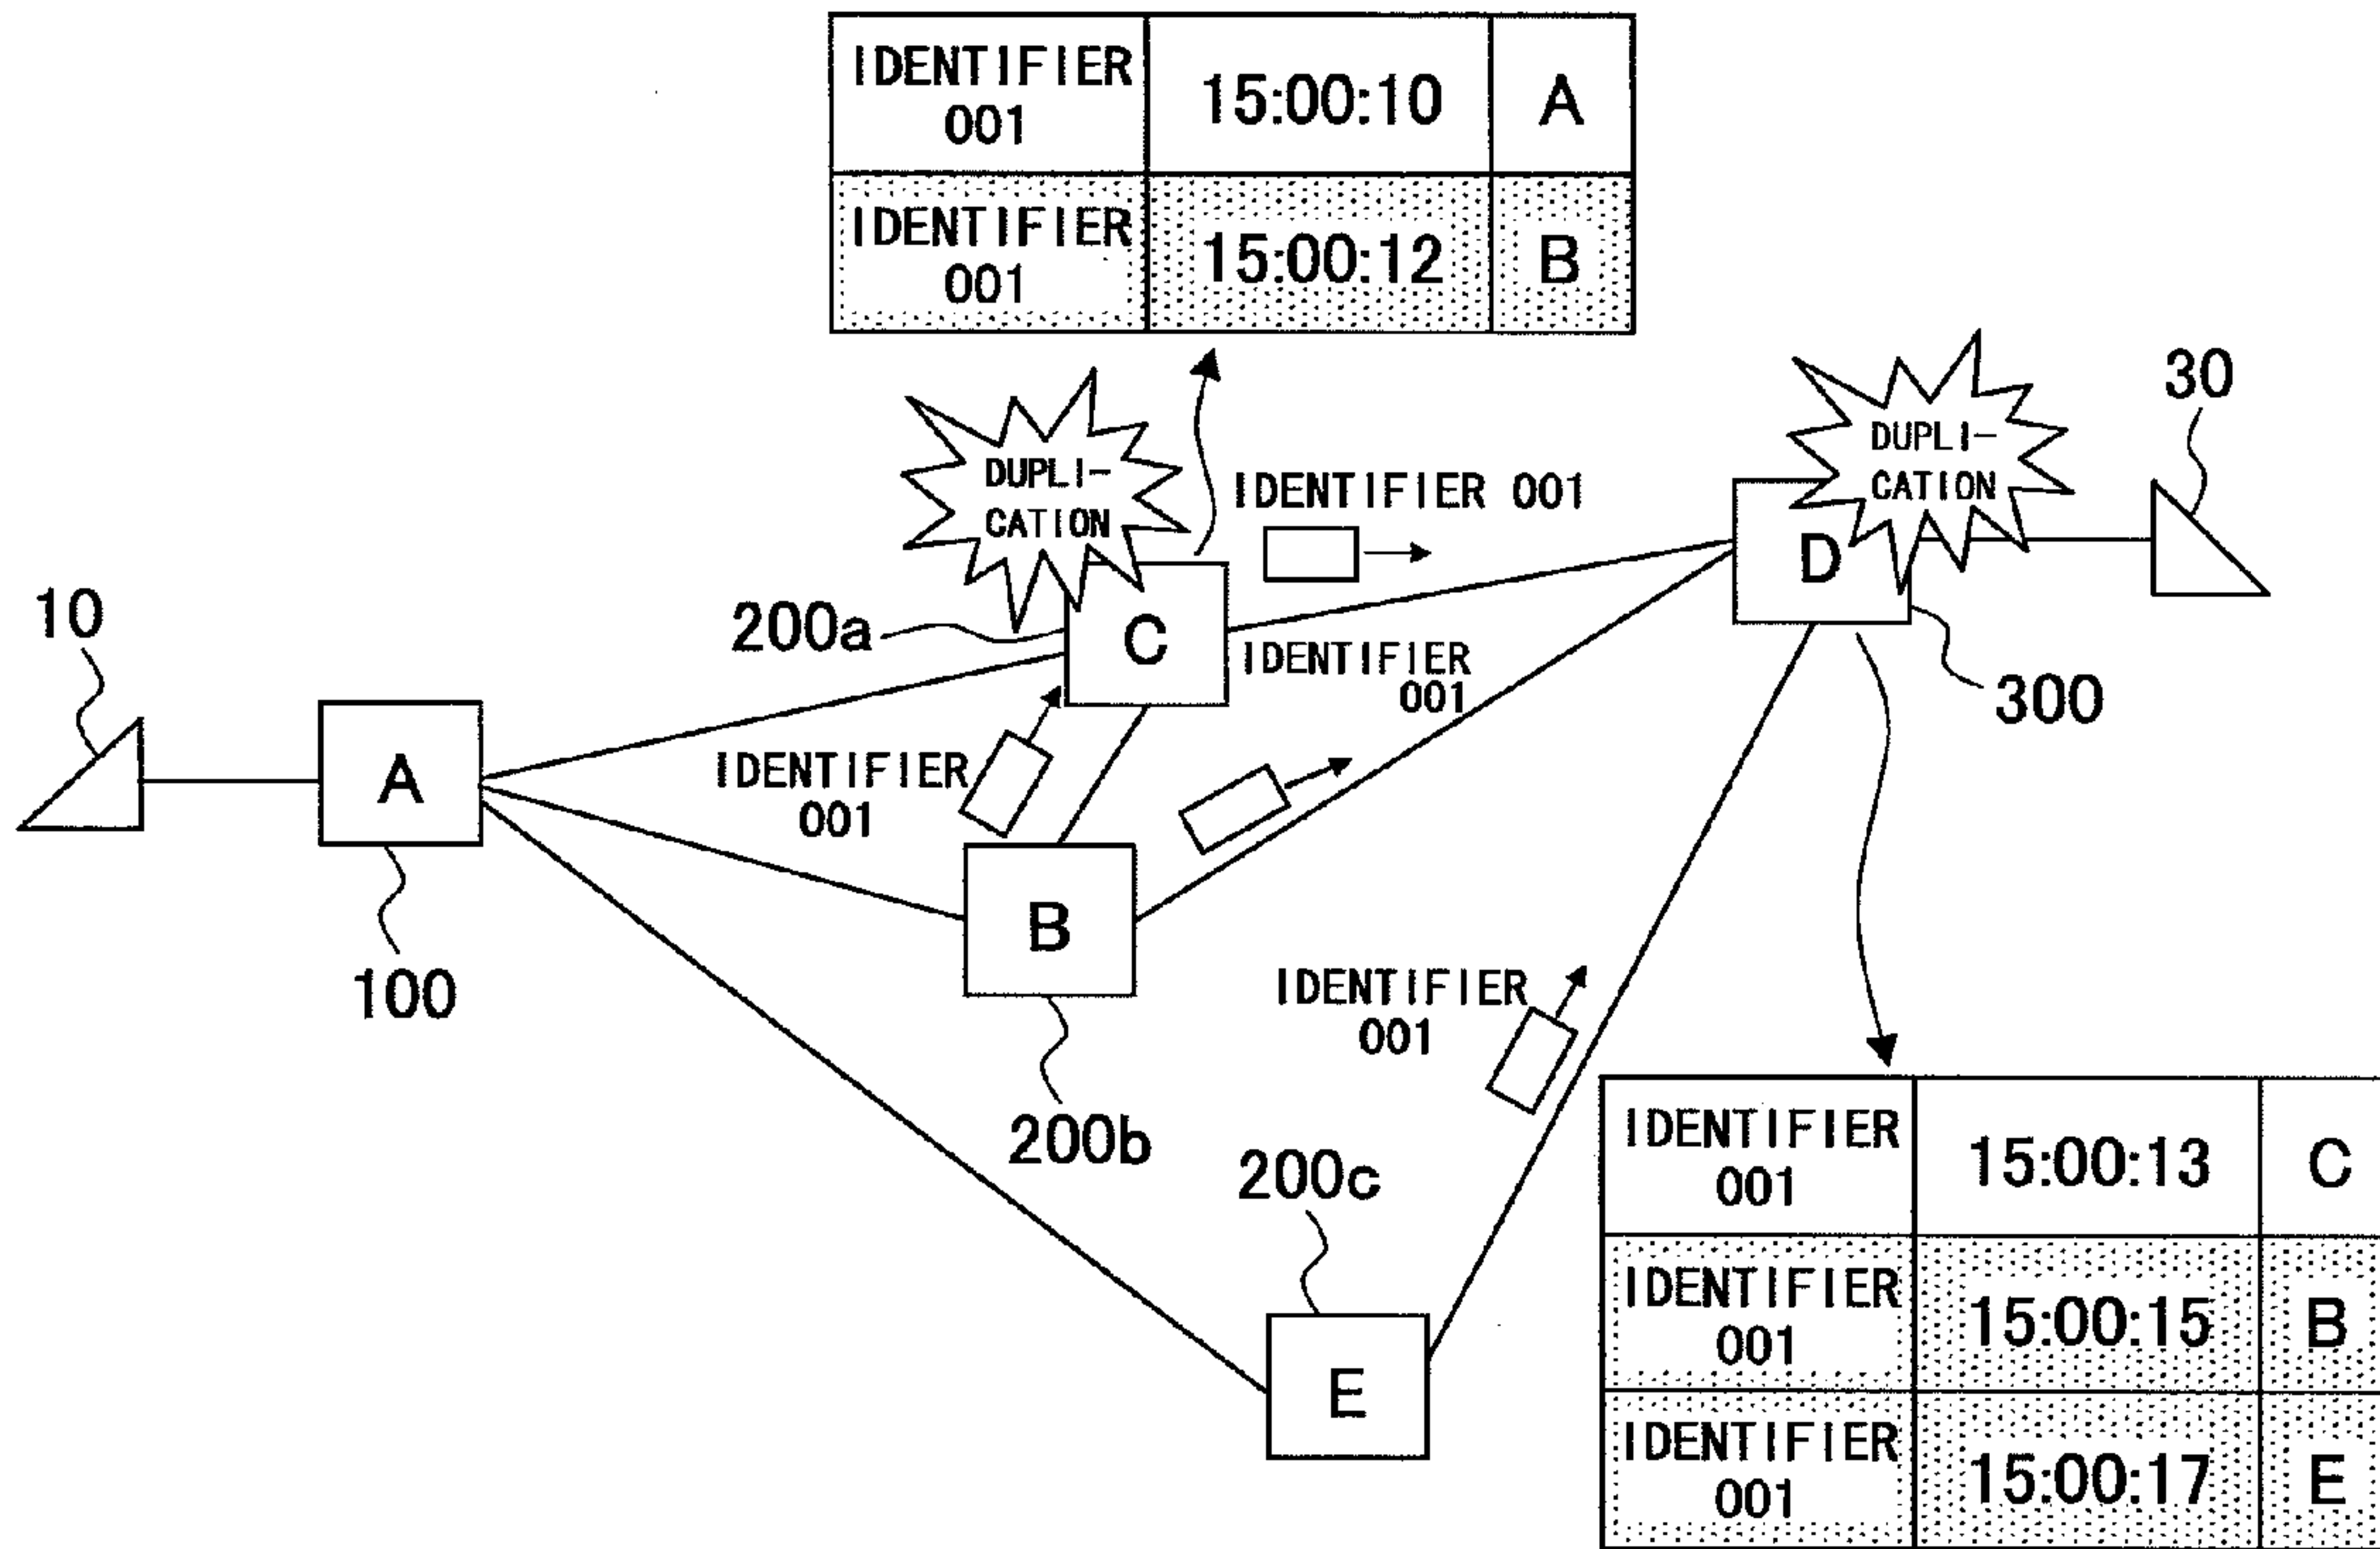 IDENTIFIER
001
15:00:10
A
IDENTIFIER
001
15:00:12
B
DUPLI-
CATION
DUPLI-
CATION
30
IDENTIFIER 001
D
10
200a
C
IDENTIFIER
001
300
A
IDENTIFIER
001
B
100
IDENTIFIER
001
200b
200c
E
IDENTIFIER
001
15:00:13
C
IDENTIFIER
001
15:00:15
B
IDENTIFIER
001
15:00:17
E